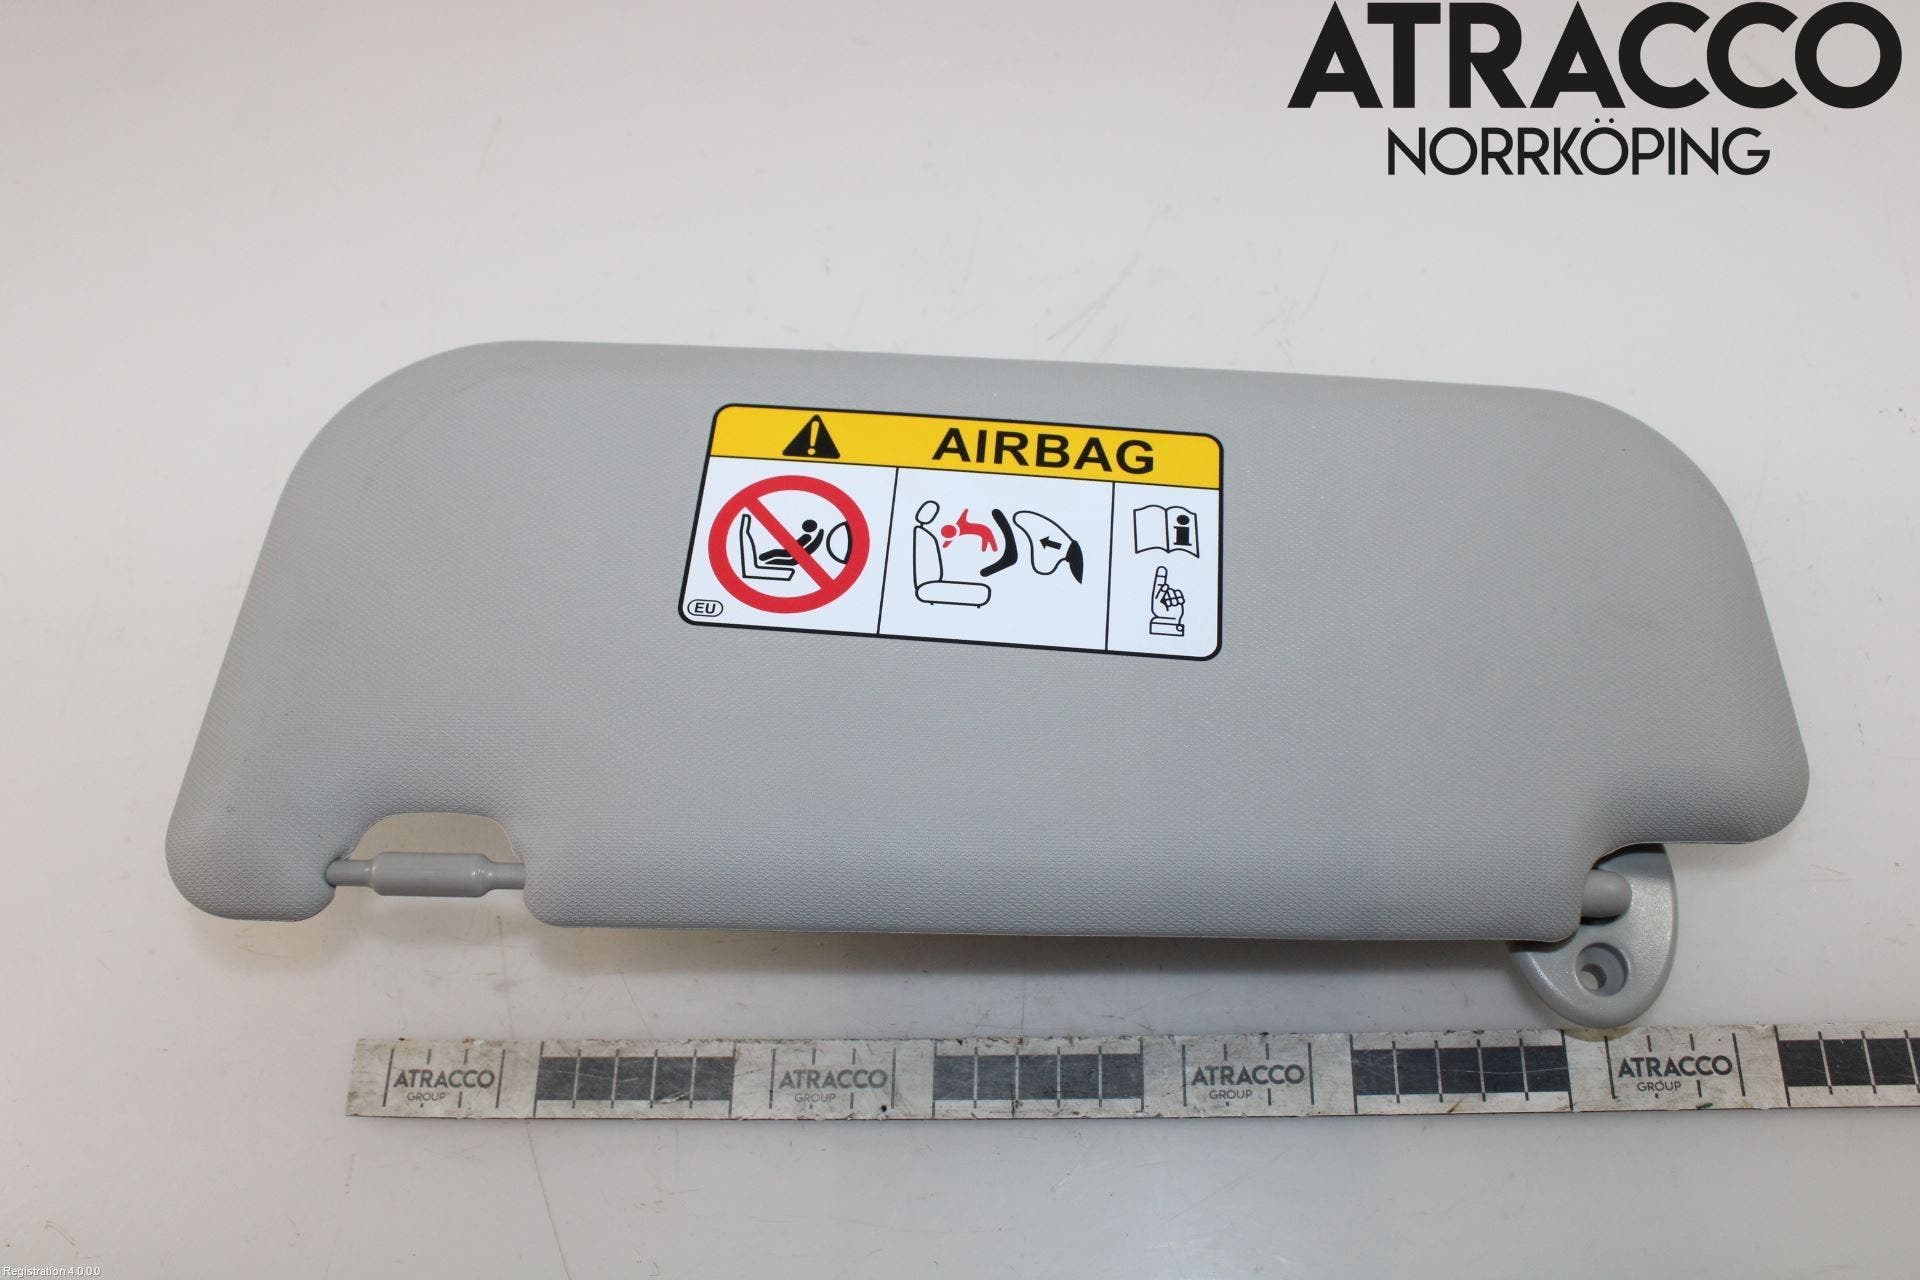 ATRACCO
NORRKÖPING
AIRBAG
EU
ATRACCO
GROUP
ATRACCO
GROUP
ATRACCO
GROUP
ATRACCO
GROUP
Registration 4.0.0.0